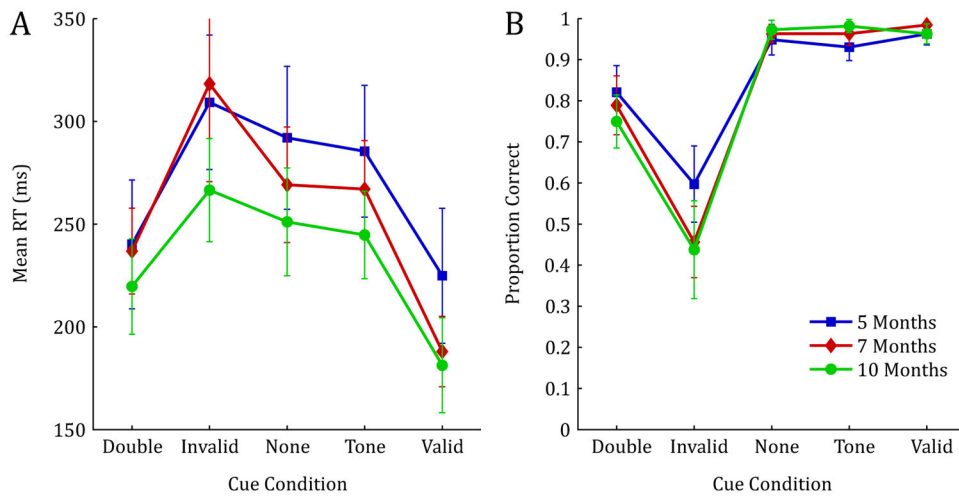 A
Mean RT (ms)
350
300
250
200
150
Double Invalid None Tone Valid
Cue Condition
B
Proportion Correct
1
0.9
0.8
0.7
0.6
0.5
0.4
0.3
0.2
0.1
0
5 Months
7 Months
10 Months
Double Invalid None Tone Valid
Cue Condition